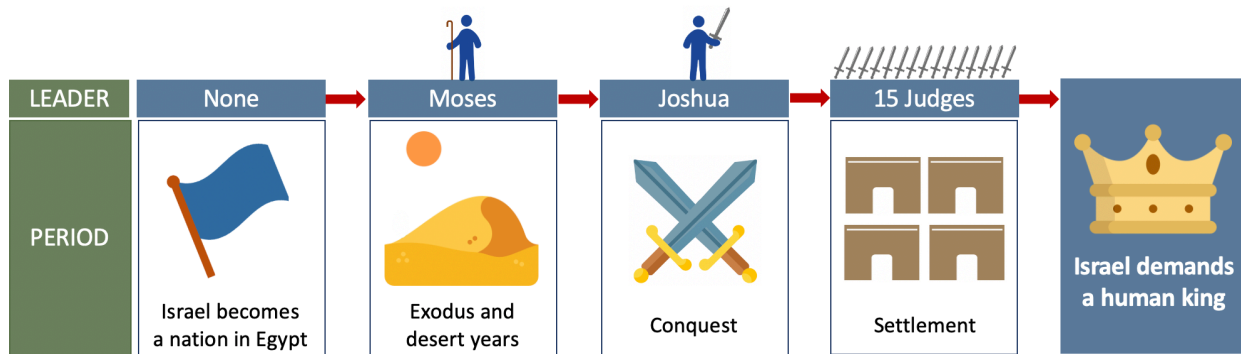 LEADER
None
Moses
Joshua
15 Judges
PERIOD
Israel becomes
a nation in Egypt
Exodus and
desert years
Conquest
Settlement
Israel demands
a human king